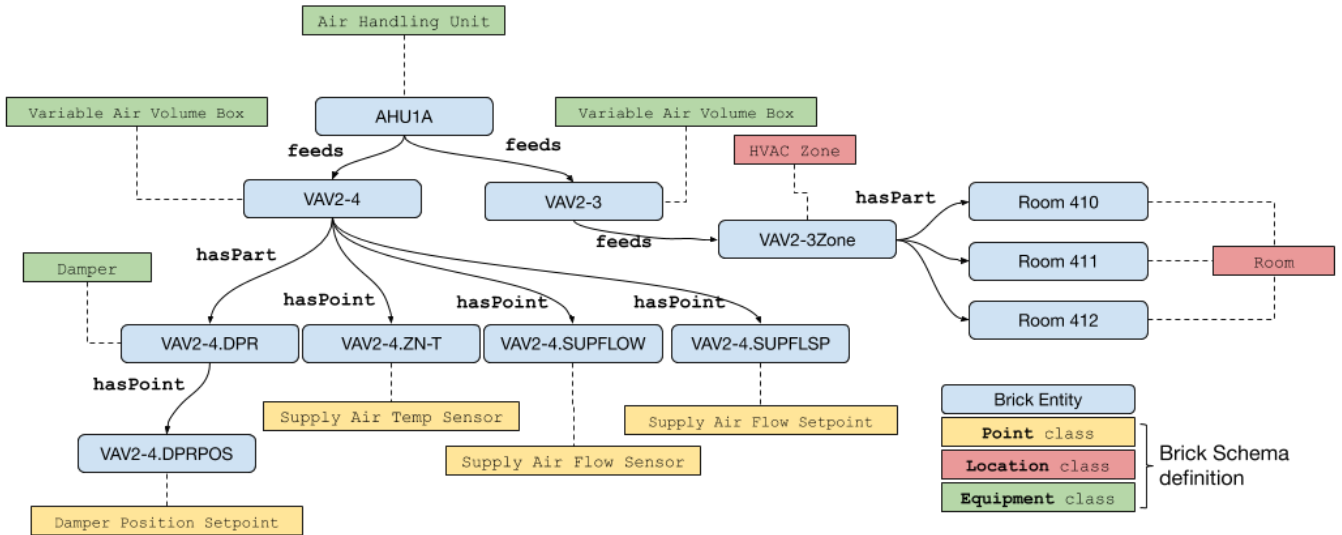 Air Handling Unit
Variable Air Volume Box
AHU1A
Variable Air Volume Box
feeds
feeds
HVAC Zone
VAV2-4
VAV2-3
hasPart
Room 410
feeds
VAV2-3Zone
hasPart
Damper
Room 411
Room
hasPoint
hasPoint
hasPoint
Room 412
VAV2-4.DPR
VAV2-4.ZN-T
VAV2-4.SUPFLOW
VAV2-4.SUPFLSP
hasPoint
Supply Air Temp Sensor
Supply Air Flow Setpoint
Brick Entity
Point class
VAV2-4.DPRPOS
Supply Air Flow Sensor
Location class
Brick Schema
definition
Equipment class
Damper Position Setpoint